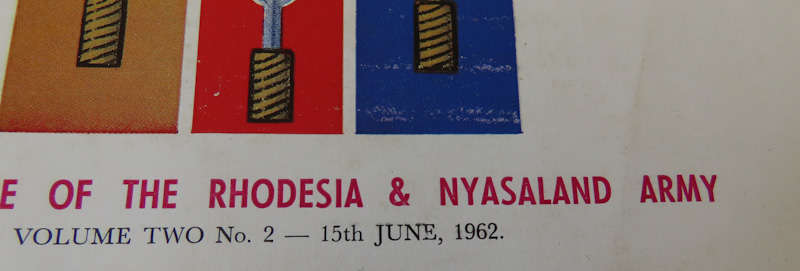 E OF THE RHODESIA & NYASALAND ARMY
VOLUME TWO No. 2 — 15th JUNE, 1962.